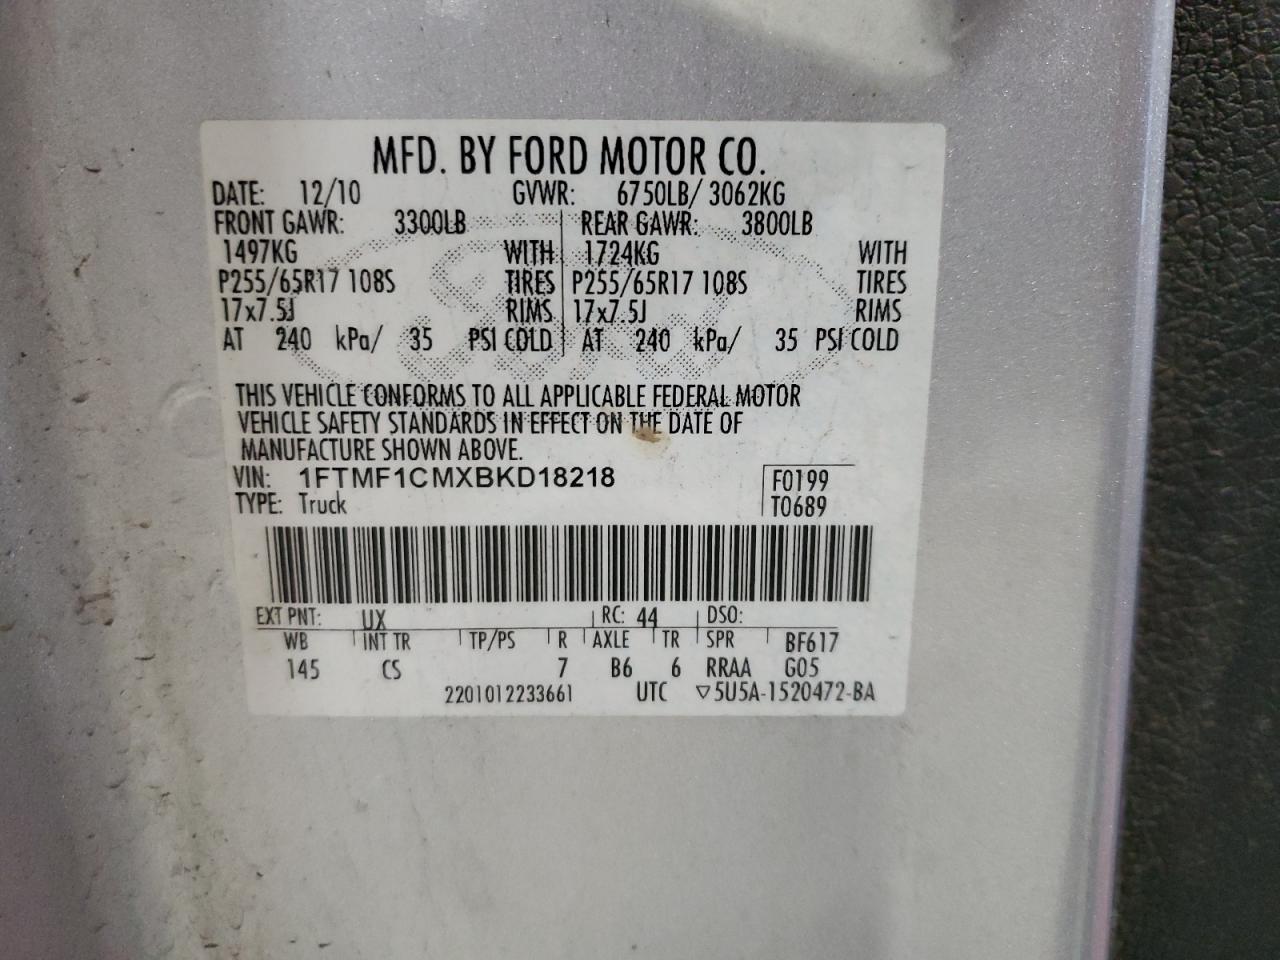 MFD. BY FORD MOTOR CO.
DATE: 12/10 GVWR: 6750LB/ 3062KG
FRONT GAWR: 3300LB REAR GAWR: 3800LB
1497KG WITH 1724KG WITH
P255/65R17 108S TIRES P255/65R17 108S TIRES
17x7.5J RIMS 17x7.5J RIMS
AT 240 kPa/ 35 PSI COLD AT 240 kPa/ 35 PSI COLD
THIS VEHICLE CONFORMS TO ALL APPLICABLE FEDERAL MOTOR
VEHICLE SAFETY STANDARDS IN EFFECT ON THE DATE OF
MANUFACTURE SHOWN ABOVE.
VIN: 1FTMF1CMXBKD18218 F0199
TYPE: Truck T0689
EXT PNT: UX RC: 44 DSO:
WB INT TR TP/PS R AXLE TR SPR BF617
145 CS 7 B6 6 RRAA G05
2201012233661 UTC ▽5U5A-1520472-BA